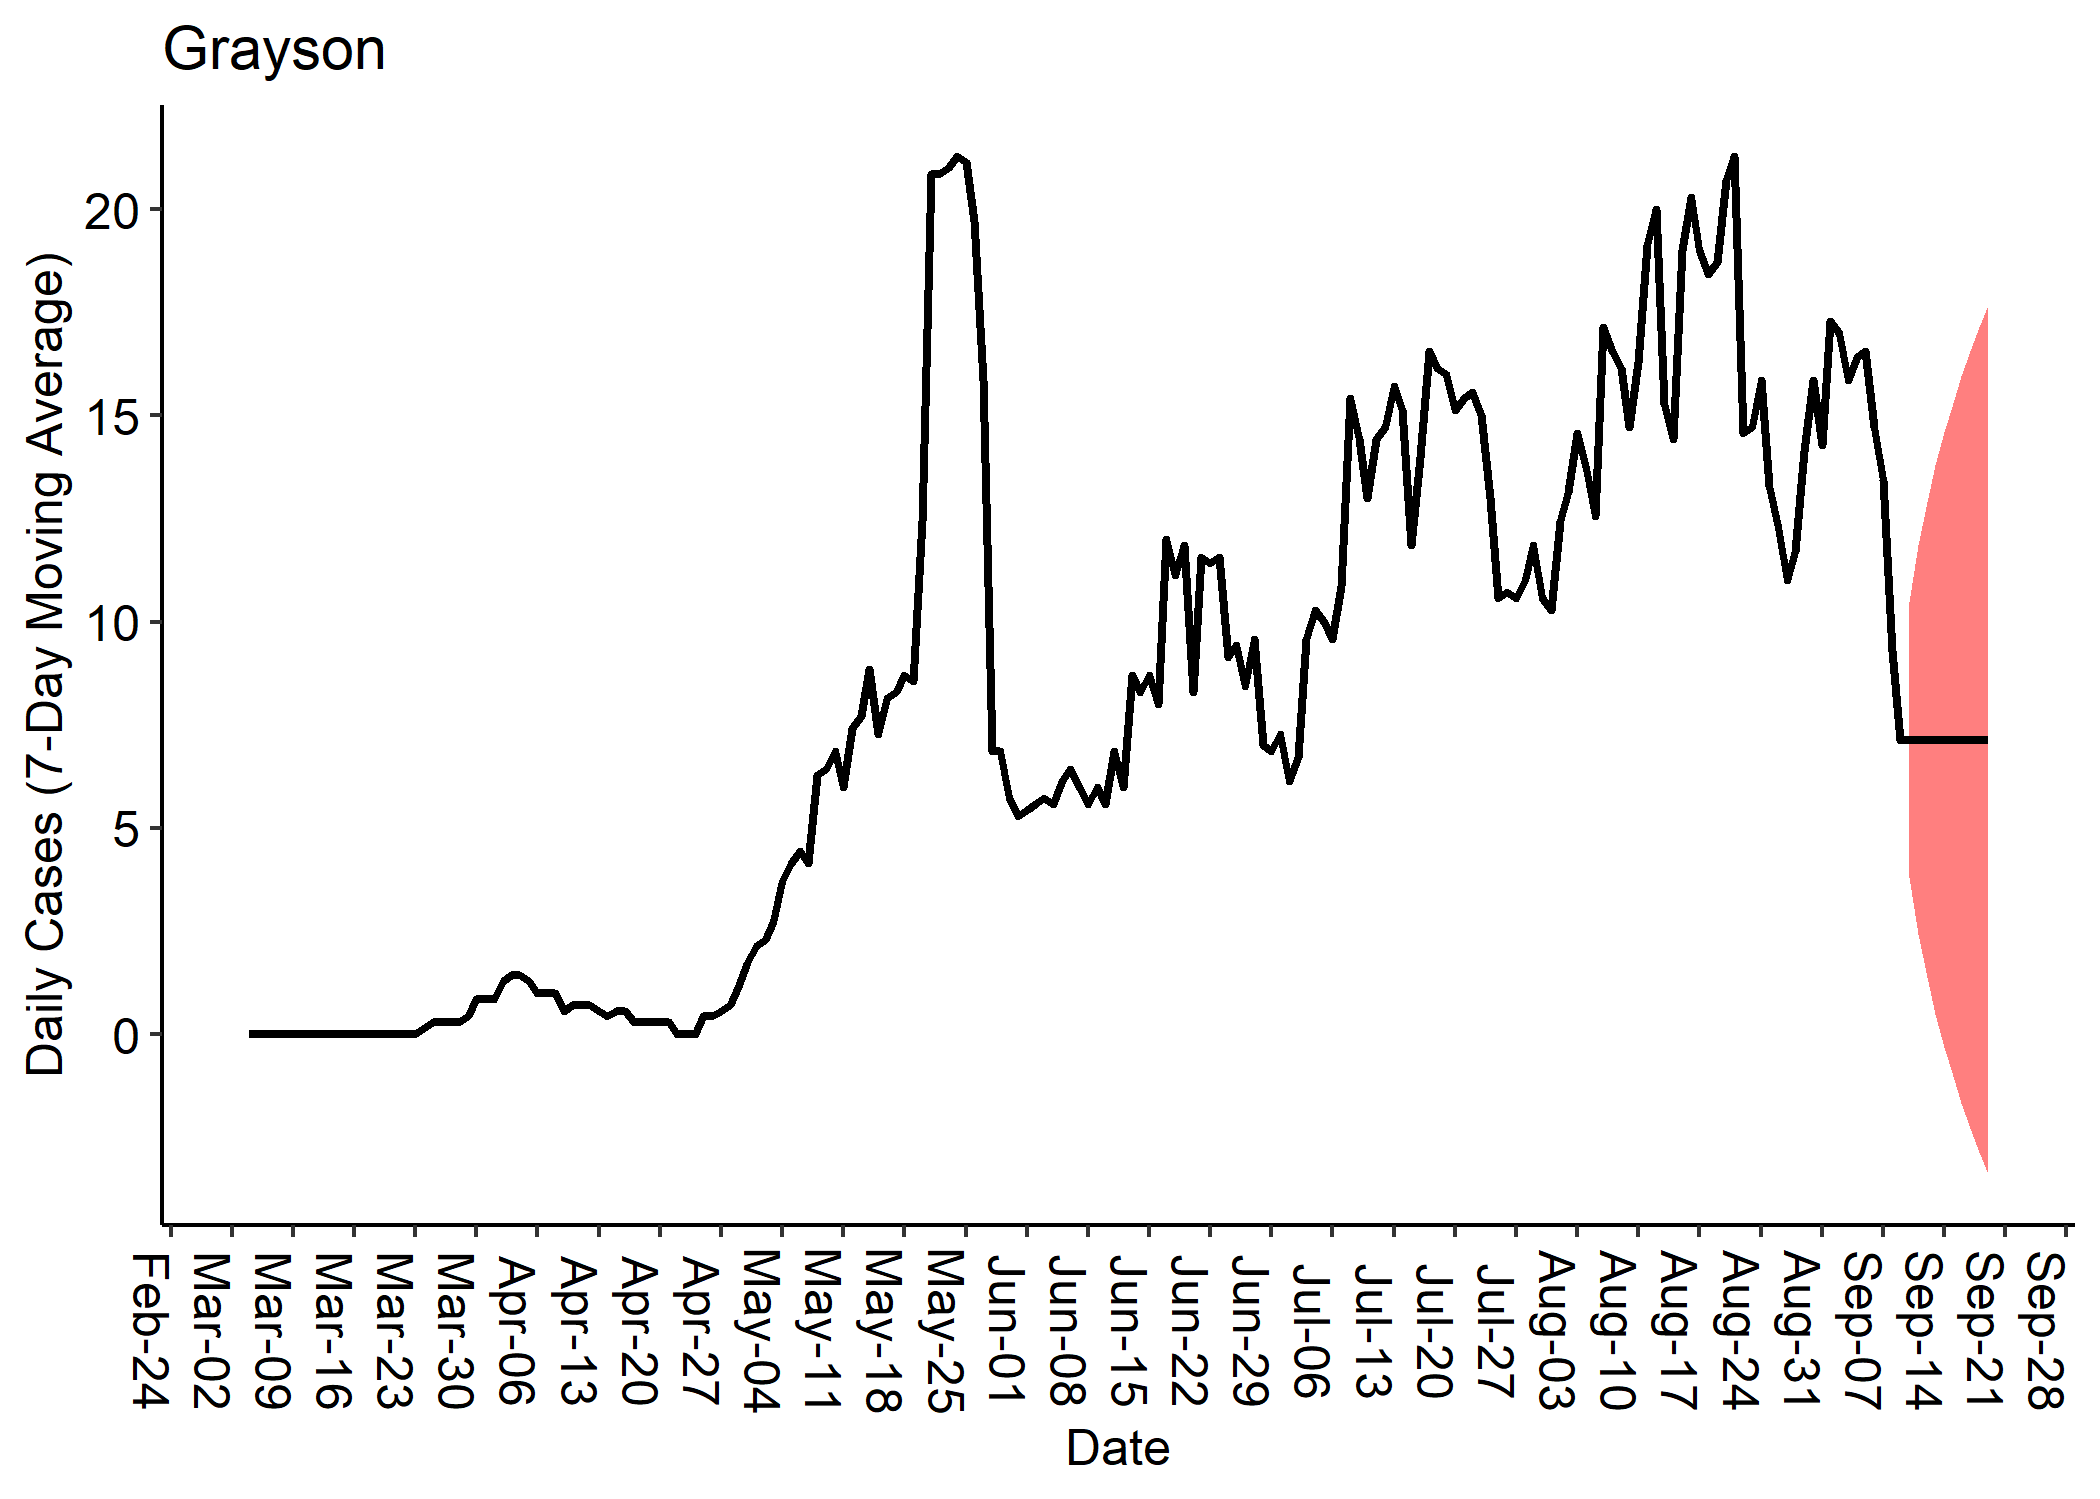 Grayson
Daily Cases (7-Day Moving Average)
20
15
10
5
0
Feb-24
Mar-02
Mar-09
Mar-16
Mar-23
Mar-30
Apr-06
Apr-13
Apr-20
Apr-27
May-04
May-11
May-18
May-25
Jun-01
Jun-08
Jun-15
Jun-22
Jun-29
Jul-06
Jul-13
Jul-20
Jul-27
Aug-03
Aug-10
Aug-17
Aug-24
Aug-31
Sep-07
Sep-14
Sep-21
Sep-28
Date